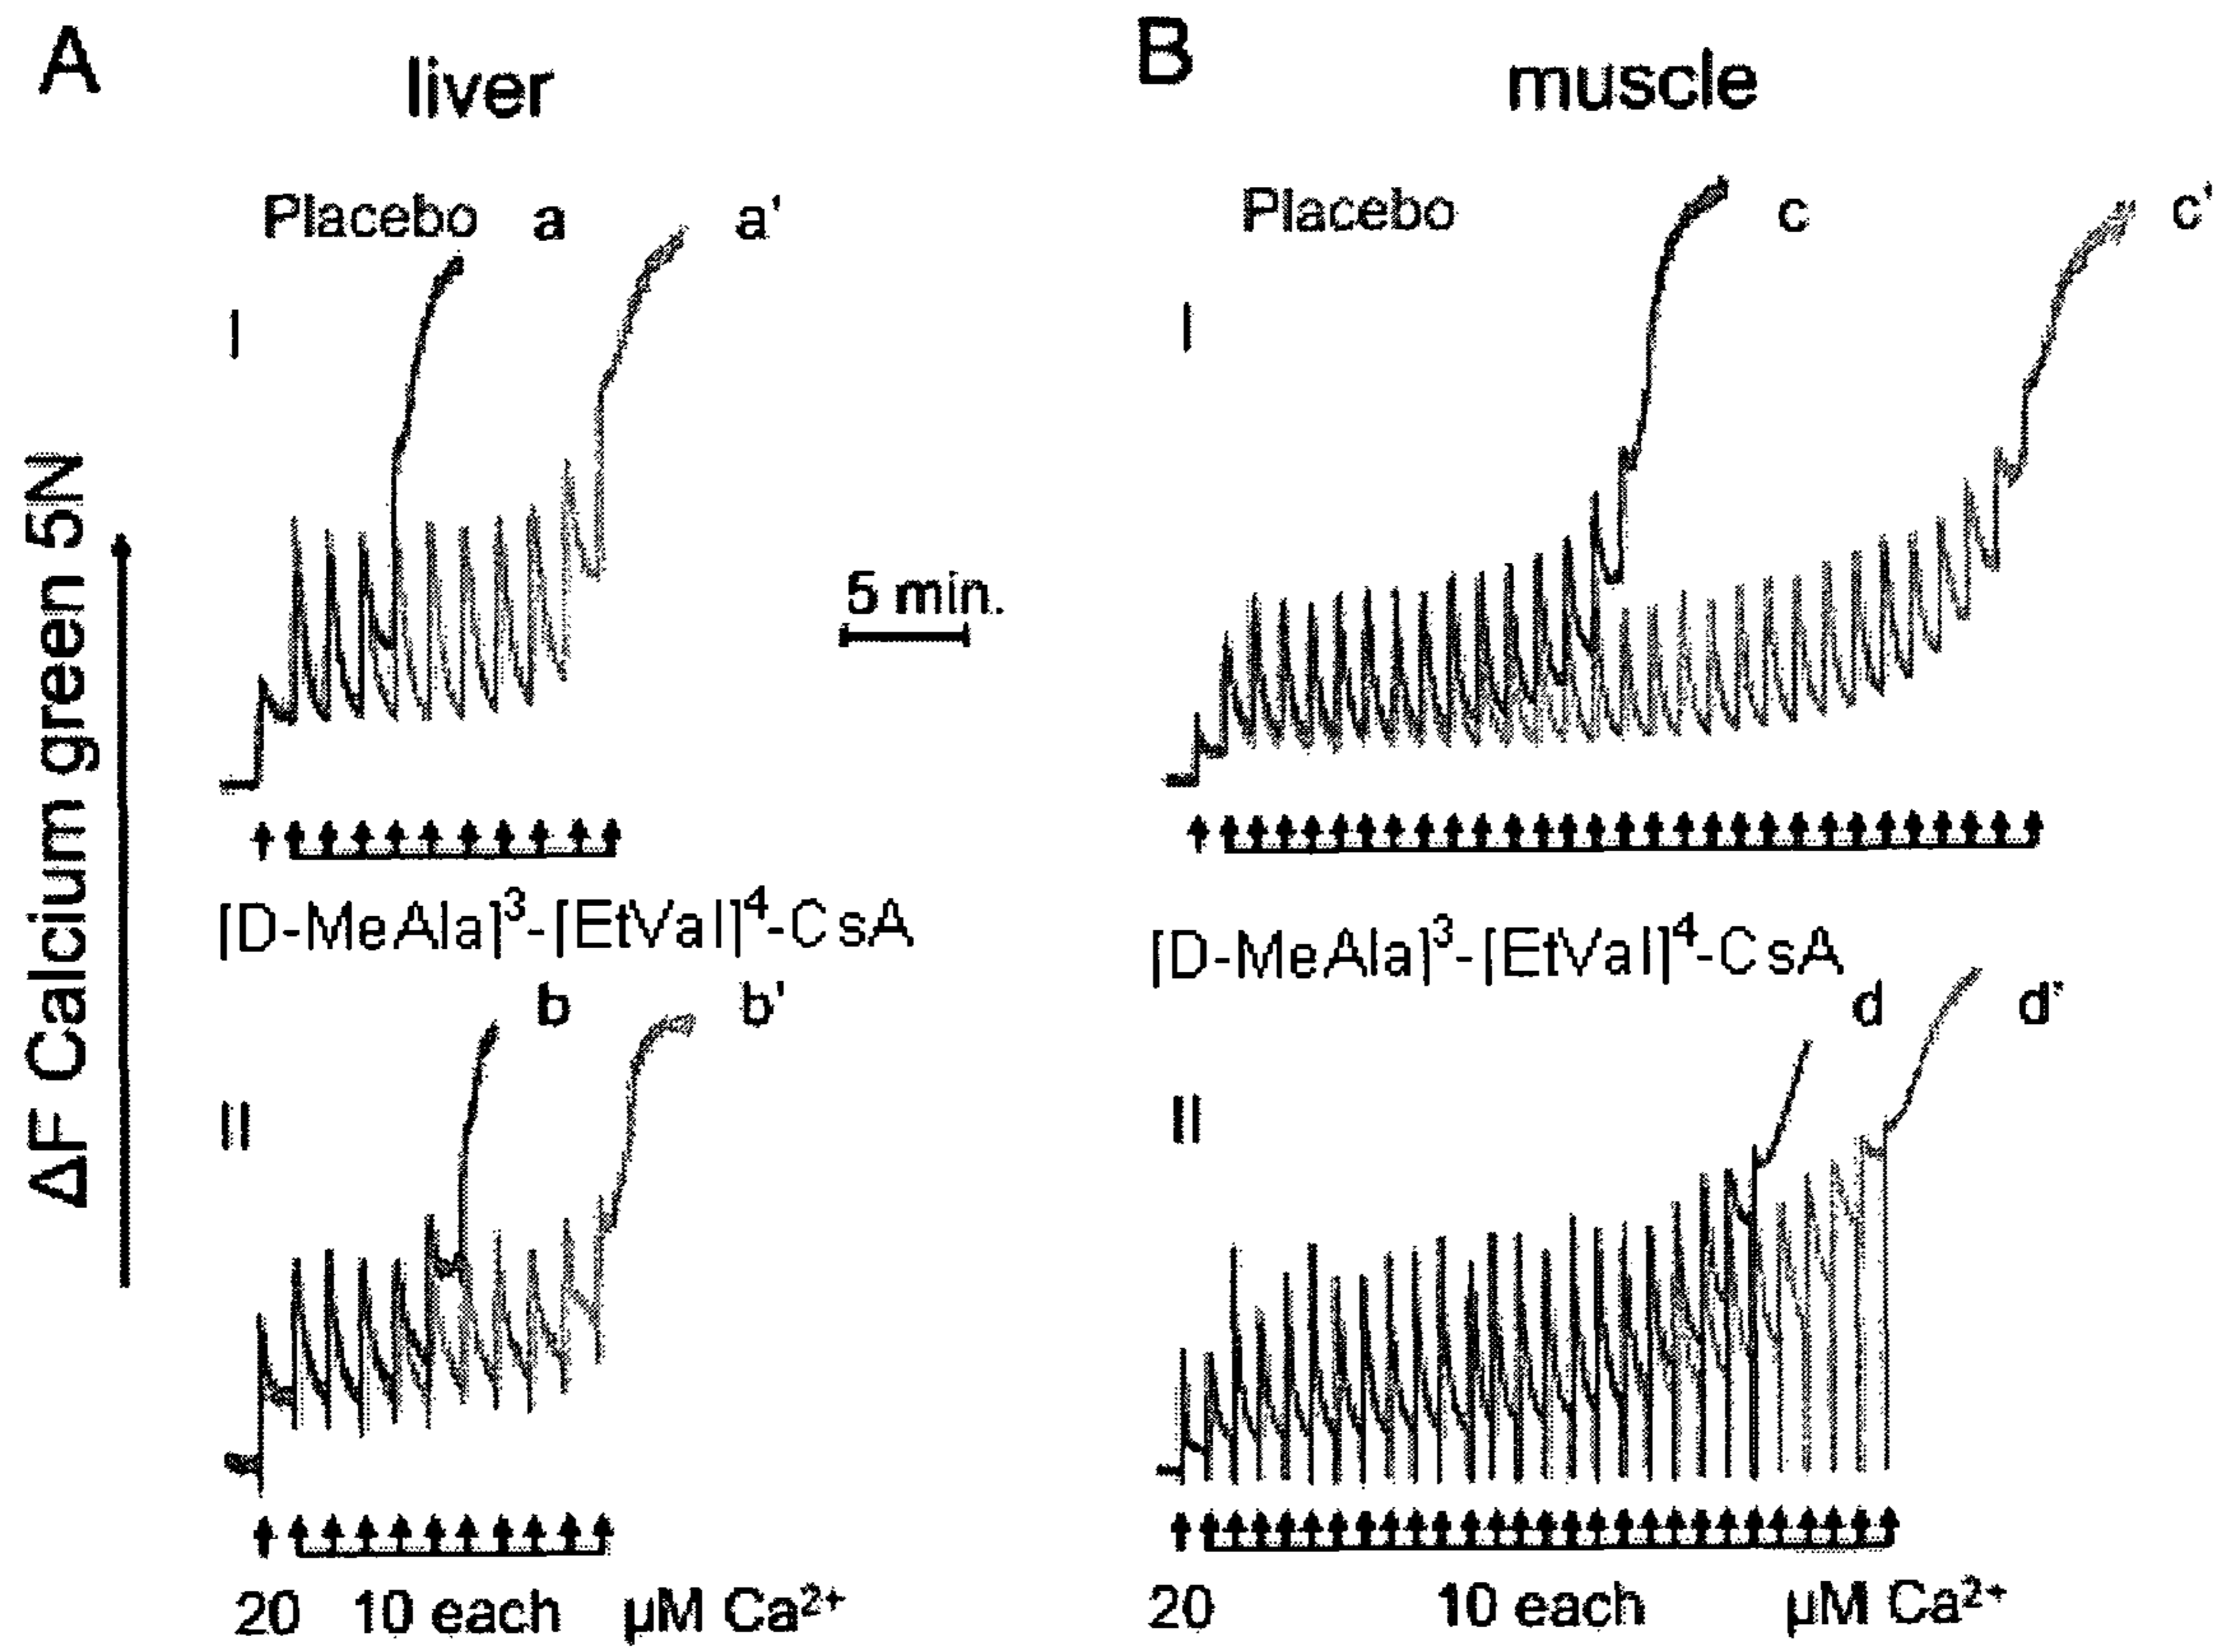 A
liver
Placebo a a'
I
5 min.
[D-MeAla]³-[EtVal]⁴-CsA
b b'
II
20 10 each µM Ca²⁺
ΔF Calcium green 5N
B
muscle
Placebo c c'
I
[D-MeAla]³-[EtVal]⁴-CsA
d d'
II
20 10 each µM Ca²⁺